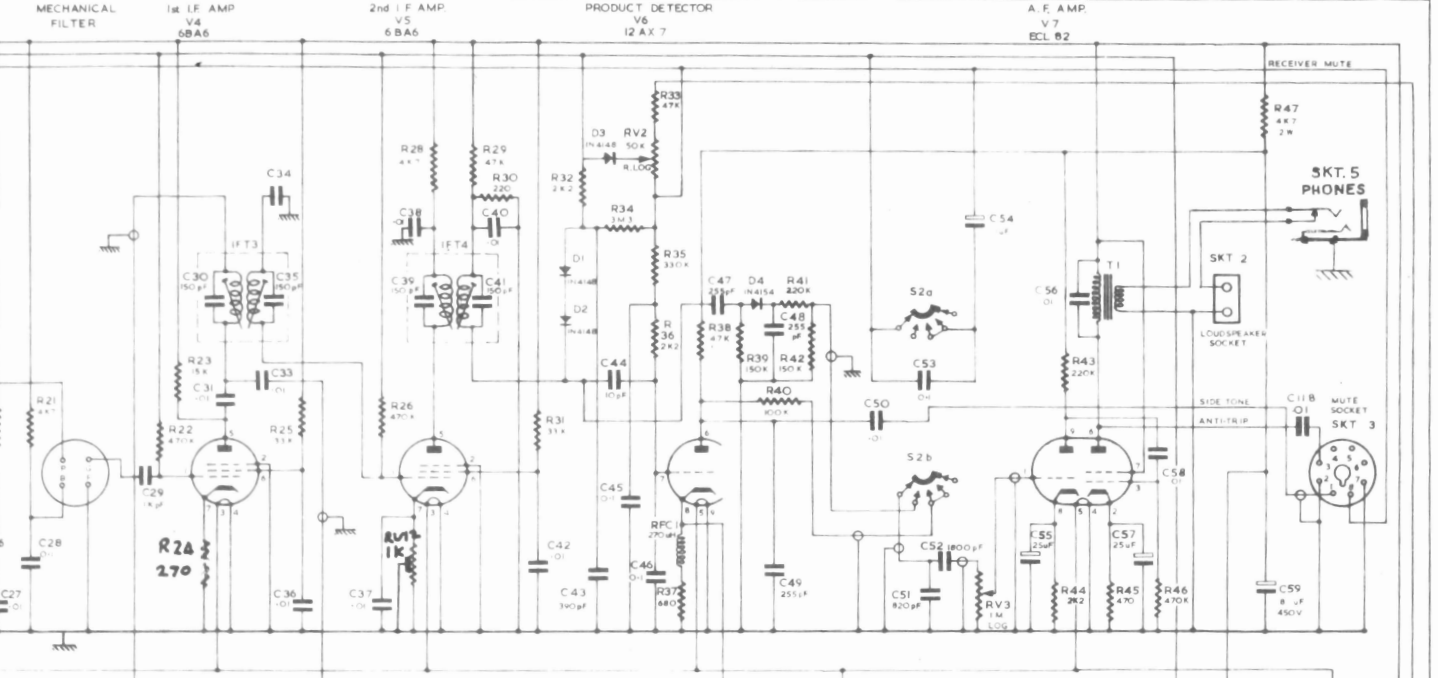 MECHANICAL
FILTER
1st I.F. AMP
V4
6BA6
2nd I.F AMP.
V5
6BA6
PRODUCT DETECTOR
V6
12AX7
A.F. AMP.
V7
ECL 82
RECEIVER MUTE
R33
47K
R47
4K7
2W
D3
1N4148
RV2
50K
R.LOG
R28
4K7
R29
47K
R30
220
R32
2K2
C34
SKT. 5
PHONES
C38
.01
C40
.01
R34
3M3
C54
µF
IFT3
IFT4
C30
150pF
C35
150pF
C39
150pF
C41
150pF
D1
1N4148
D2
1N4148
R35
330K
R
36
2K2
C47
255pF
D4
1N4154
R41
220K
R38
47K
C48
255
pF
R39
150K
R42
150K
S2a
C56
.01
T1
SKT 2
LOUDSPEAKER
SOCKET
R23
15K
C31
.01
C33
.01
C44
10pF
R40
100K
C53
R43
220K
R21
4K7
R22
470K
R25
33K
R26
470K
R31
33K
C50
.01
SIDE TONE
ANTI-TRIP
C118
.01
MUTE
SOCKET
SKT 3
C29
1KpF
S2b
C58
.01
C45
RFC1
270uH
R24
270
RV12
1K
C28
C42
.01
C52 1800pF
C55
25uF
C57
25uF
C27
.01
C36
.01
C37
.01
C43
390pF
C46
R37
680
C49
255pF
C51
820pF
RV3
1M
LOG
R44
2K2
R45
470
R46
470K
C59
8 µF
450V